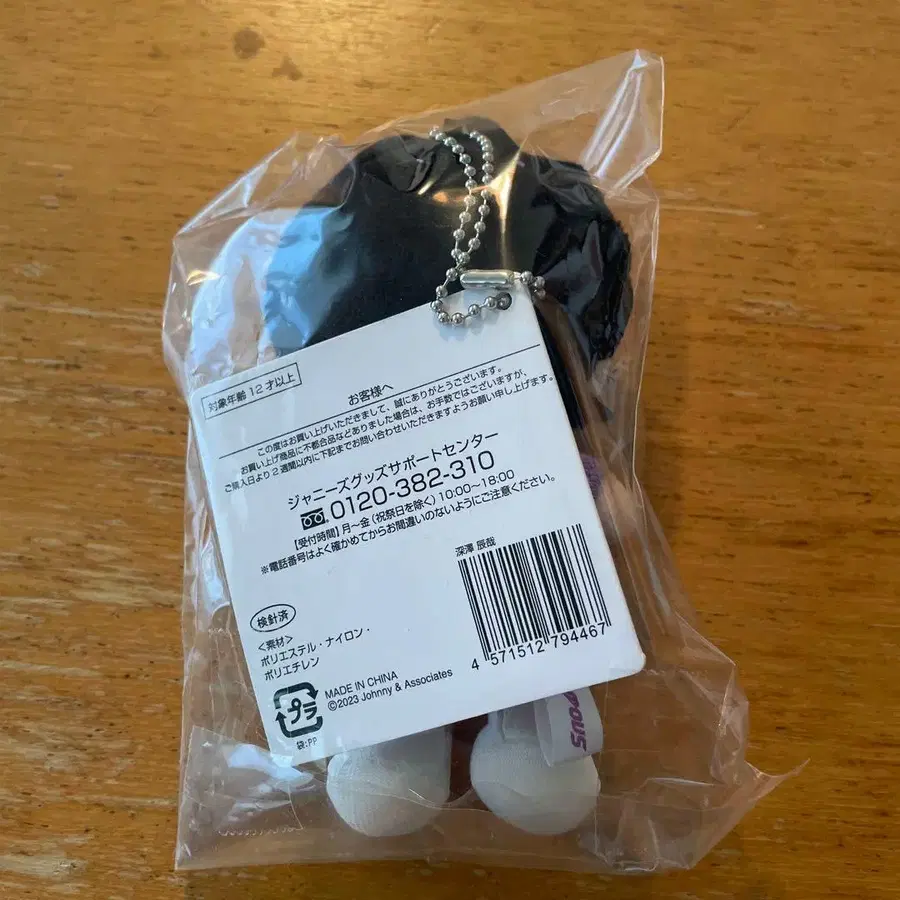 対象年齢12才以上
お客様へ
この度はお買い上げいただきまして、誠にありがとうございます。
お買い上げ商品に不都合品などありました場合は、お手数ではございますが、
ご購入日より2週間以内に下記までお問い合わせいただきますようお願い申し上げます。
ジャニーズグッズサポートセンター
0120-382-310
【受付時間】月〜金(祝祭日を除く)10:00〜18:00
※電話番号はよく確かめてからお間違いのないようにご注意ください。
深澤 辰哉
4 571512 794467
検針済
<素材>
ポリエステル・ナイロン・
ポリエチレン
プラ
袋:PP
MADE IN CHINA
©2023 Johnny & Associates